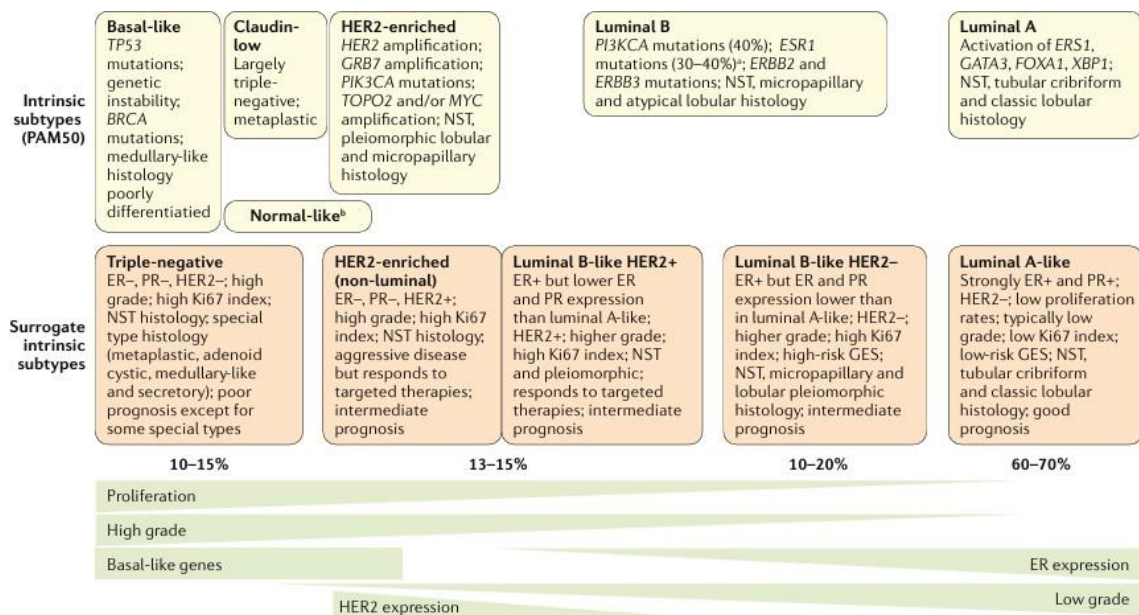 Intrinsic
subtypes
(PAM50)
Basal-like
TP53
mutations;
genetic
instability;
BRCA
mutations;
medullary-like
histology
poorly
differentiatied
Claudin-
low
Largely
triple-
negative;
metaplastic
HER2-enriched
HER2 amplification;
GRB7 amplification;
PIK3CA mutations;
TOPO2 and/or MYC
amplification; NST,
pleiomorphic lobular
and micropapillary
histology
Normal-likeᵇ
Luminal B
PI3KCA mutations (40%); ESR1
mutations (30–40%)ᵃ; ERBB2 and
ERBB3 mutations; NST, micropapillary
and atypical lobular histology
Luminal A
Activation of ERS1,
GATA3, FOXA1, XBP1;
NST, tubular cribriform
and classic lobular
histology
Surrogate
intrinsic
subtypes
Triple-negative
ER–, PR–, HER2–; high
grade; high Ki67 index;
NST histology; special
type histology
(metaplastic, adenoid
cystic, medullary-like
and secretory); poor
prognosis except for
some special types
HER2-enriched
(non-luminal)
ER–, PR–, HER2+;
high grade; high Ki67
index; NST histology;
aggressive disease
but responds to
targeted therapies;
intermediate
prognosis
Luminal B-like HER2+
ER+ but lower ER
and PR expression
than luminal A-like;
HER2+; higher grade;
high Ki67 index; NST
and pleiomorphic;
responds to targeted
therapies; intermediate
prognosis
Luminal B-like HER2–
ER+ but ER and PR
expression lower than
in luminal A-like; HER2–;
higher grade; high Ki67
index; high-risk GES;
NST, micropapillary and
lobular pleiomorphic
histology; intermediate
prognosis
Luminal A-like
Strongly ER+ and PR+;
HER2–; low proliferation
rates; typically low
grade; low Ki67 index;
low-risk GES; NST,
tubular cribriform
and classic lobular
histology; good
prognosis
10–15%
13–15%
10–20%
60–70%
Proliferation
High grade
Basal-like genes
ER expression
Low grade
HER2 expression